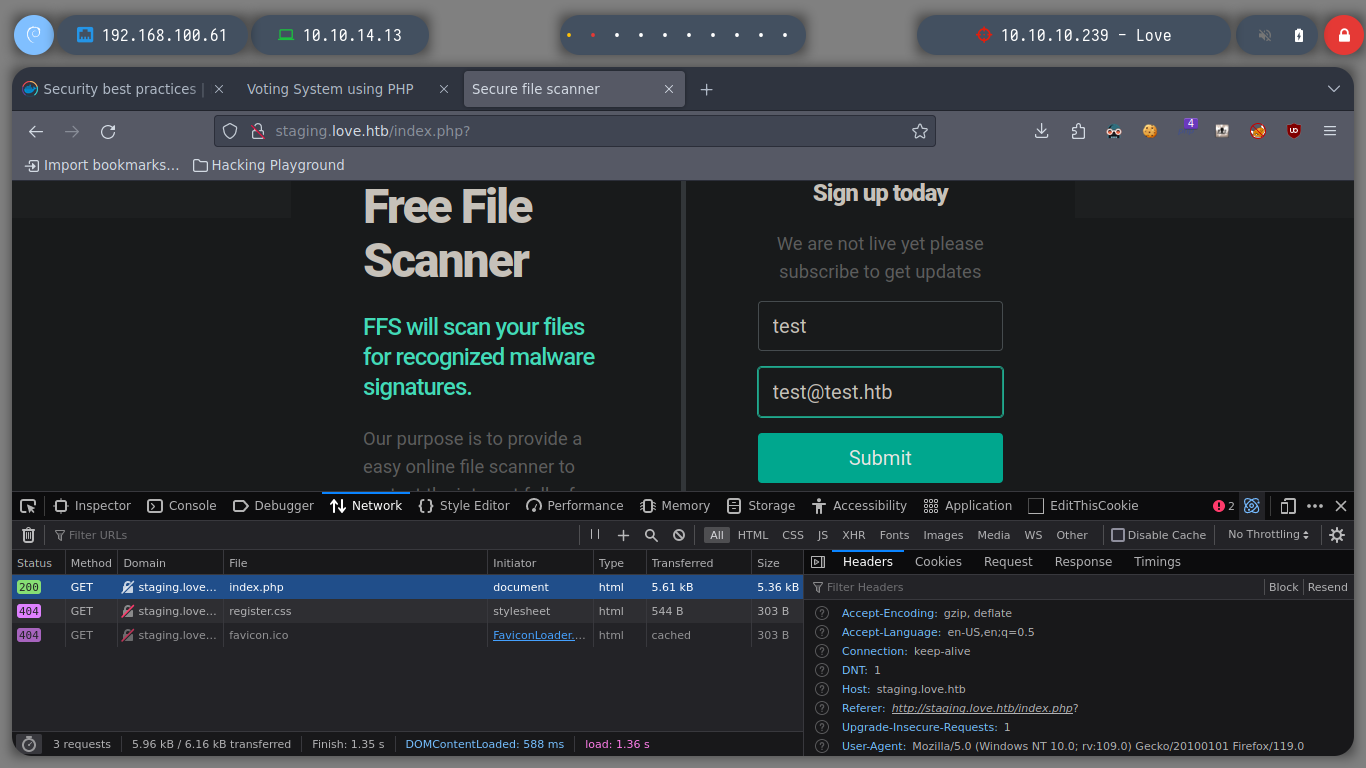 192.168.100.61
10.10.14.13
10.10.10.239 - Love
Security best practices |
Voting System using PHP
Secure file scanner
staging.love.htb/index.php?
4
Import bookmarks...
Hacking Playground
Free File
Scanner
FFS will scan your files
for recognized malware
signatures.
Our purpose is to provide a
easy online file scanner to
Sign up today
We are not live yet please
subscribe to get updates
test
test@test.htb
Submit
Inspector Console Debugger Network Style Editor Performance Memory Storage Accessibility Application EditThisCookie 2
Filter URLs All HTML CSS JS XHR Fonts Images Media WS Other Disable Cache No Throttling
Status Method Domain File Initiator Type Transferred Size
200 GET staging.love... index.php document html 5.61 kB 5.36 kB
404 GET staging.love... register.css stylesheet html 544 B 303 B
404 GET staging.love... favicon.ico FaviconLoader.... html cached 303 B
3 requests 5.96 kB / 6.16 kB transferred Finish: 1.35 s DOMContentLoaded: 588 ms load: 1.36 s
Headers Cookies Request Response Timings
Filter Headers Block Resend
Accept-Encoding: gzip, deflate
Accept-Language: en-US,en;q=0.5
Connection: keep-alive
DNT: 1
Host: staging.love.htb
Referer: http://staging.love.htb/index.php?
Upgrade-Insecure-Requests: 1
User-Agent: Mozilla/5.0 (Windows NT 10.0; rv:109.0) Gecko/20100101 Firefox/119.0